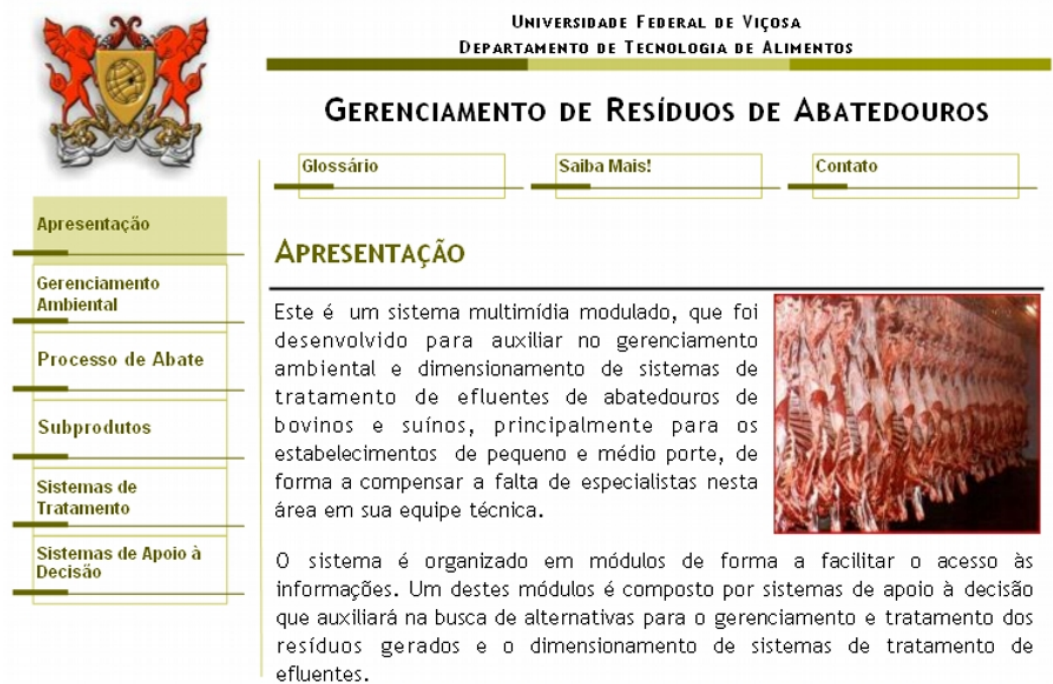 Universidade Federal de Viçosa
Departamento de Tecnologia de Alimentos
Gerenciamento de Resíduos de Abatedouros
Glossário
Saiba Mais!
Contato
Apresentação
Gerenciamento
Ambiental
Processo de Abate
Subprodutos
Sistemas de
Tratamento
Sistemas de Apoio à
Decisão
Apresentação
Este é um sistema multimídia modulado, que foi
desenvolvido para auxiliar no gerenciamento
ambiental e dimensionamento de sistemas de
tratamento de efluentes de abatedouros de
bovinos e suínos, principalmente para os
estabelecimentos de pequeno e médio porte, de
forma a compensar a falta de especialistas nesta
área em sua equipe técnica.
O sistema é organizado em módulos de forma a facilitar o acesso às
informações. Um destes módulos é composto por sistemas de apoio à decisão
que auxiliará na busca de alternativas para o gerenciamento e tratamento dos
resíduos gerados e o dimensionamento de sistemas de tratamento de
efluentes.